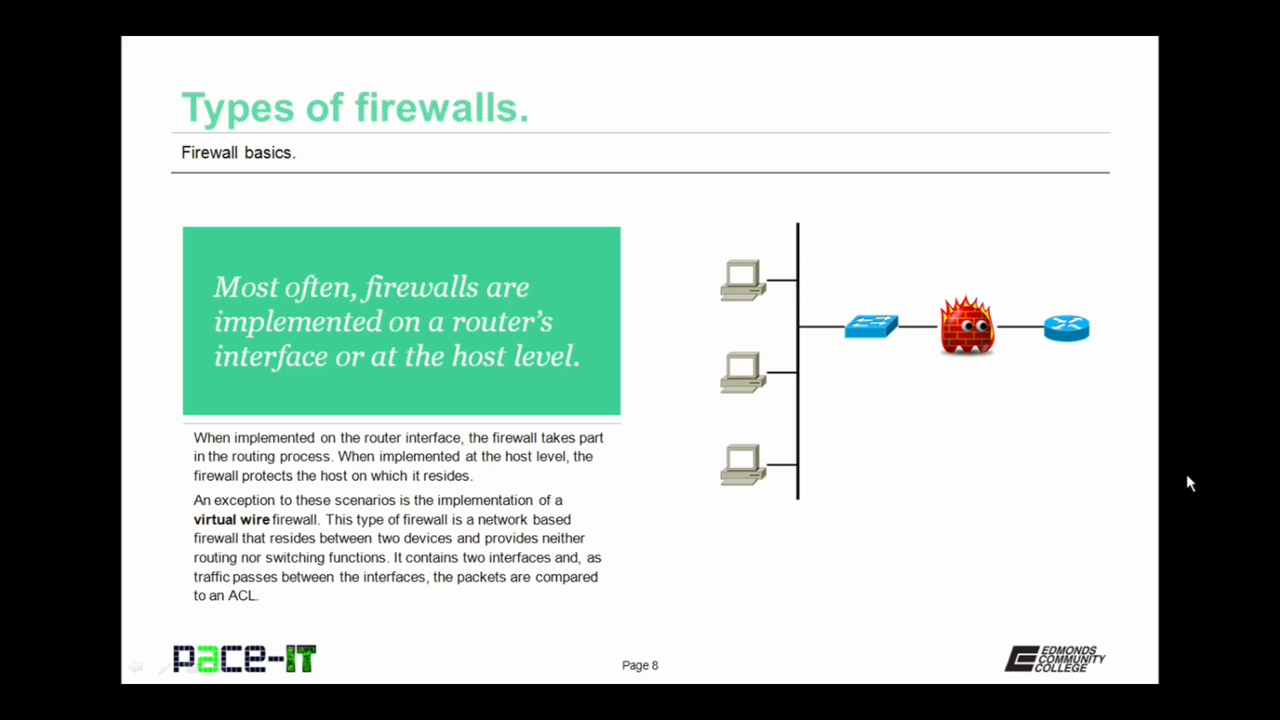 Types of firewalls.
Firewall basics.
Most often, firewalls are
implemented on a router's
interface or at the host level.
When implemented on the router interface, the firewall takes part
in the routing process. When implemented at the host level, the
firewall protects the host on which it resides.
An exception to these scenarios is the implementation of a
virtual wire firewall. This type of firewall is a network based
firewall that resides between two devices and provides neither
routing nor switching functions. It contains two interfaces and, as
traffic passes between the interfaces, the packets are compared
to an ACL.
pace-IT
Page 8
EDMONDS
COMMUNITY
COLLEGE